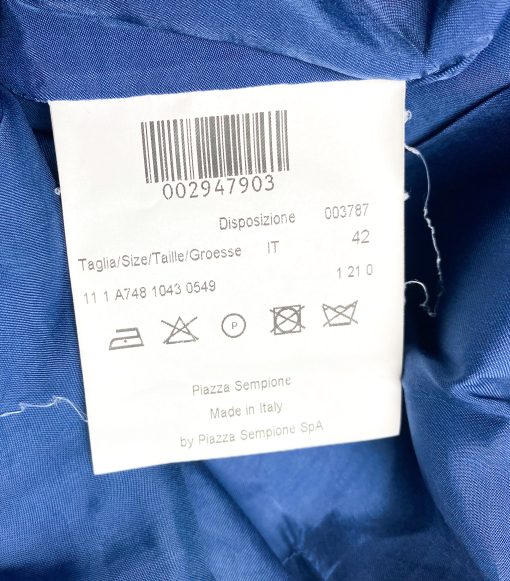 002947903
Disposizione 003787
Taglia/Size/Taille/Groesse IT 42
11 1 A748 1043 0549 1 21 0
P
Piazza Sempione
Made in Italy
by Piazza Sempione SpA